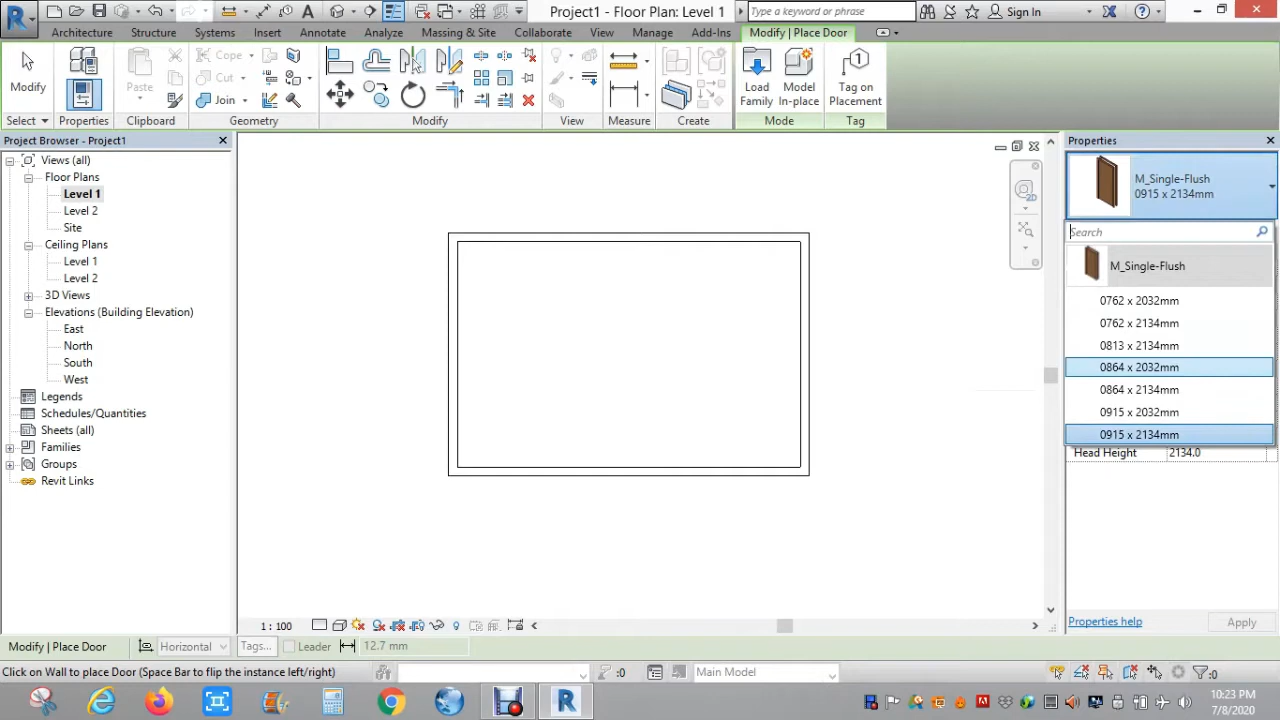 Project1 - Floor Plan: Level 1
Type a keyword or phrase
Sign In
Architecture
Structure
Systems
Insert
Annotate
Analyze
Massing & Site
Collaborate
View
Manage
Add-Ins
Modify | Place Door
Modify
Paste
Cope
Cut
Join
Load
Family
Model
In-place
Tag on
Placement
Select
Properties
Clipboard
Geometry
Modify
View
Measure
Create
Mode
Tag
Project Browser - Project1
Views (all)
Floor Plans
Level 1
Level 2
Site
Ceiling Plans
Level 1
Level 2
3D Views
Elevations (Building Elevation)
East
North
South
West
Legends
Schedules/Quantities
Sheets (all)
Families
Groups
Revit Links
2D
Properties
M_Single-Flush
0915 x 2134mm
Search
M_Single-Flush
0762 x 2032mm
0762 x 2134mm
0813 x 2134mm
0864 x 2032mm
0864 x 2134mm
0915 x 2032mm
0915 x 2134mm
Head Height 2134.0
Properties help
Apply
1 : 100
Modify | Place Door
Horizontal
Tags...
Leader
12.7 mm
Click on Wall to place Door (Space Bar to flip the instance left/right)
:0
Main Model
:0
10:23 PM
7/8/2020